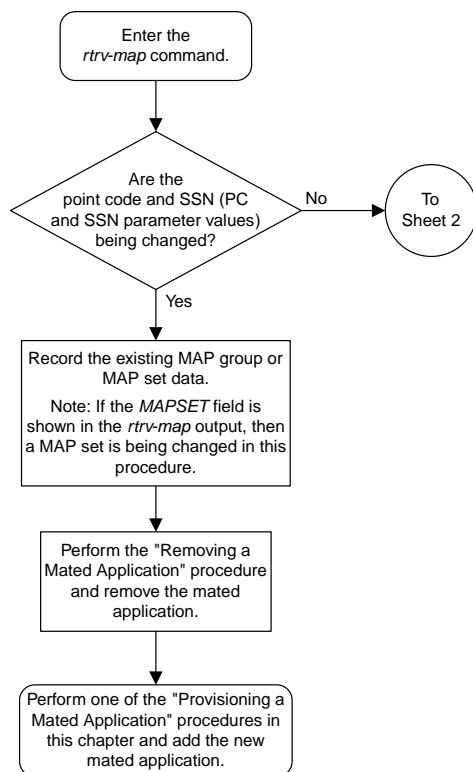 Enter the
rtrv-map command.
Are the
point code and SSN (PC
and SSN parameter values)
being changed?
No
To
Sheet 2
Yes
Record the existing MAP group or
MAP set data.
Note: If the MAPSET field is
shown in the rtrv-map output, then
a MAP set is being changed in this
procedure.
Perform the "Removing a
Mated Application" procedure
and remove the mated
application.
Perform one of the "Provisioning a
Mated Application" procedures in
this chapter and add the new
mated application.